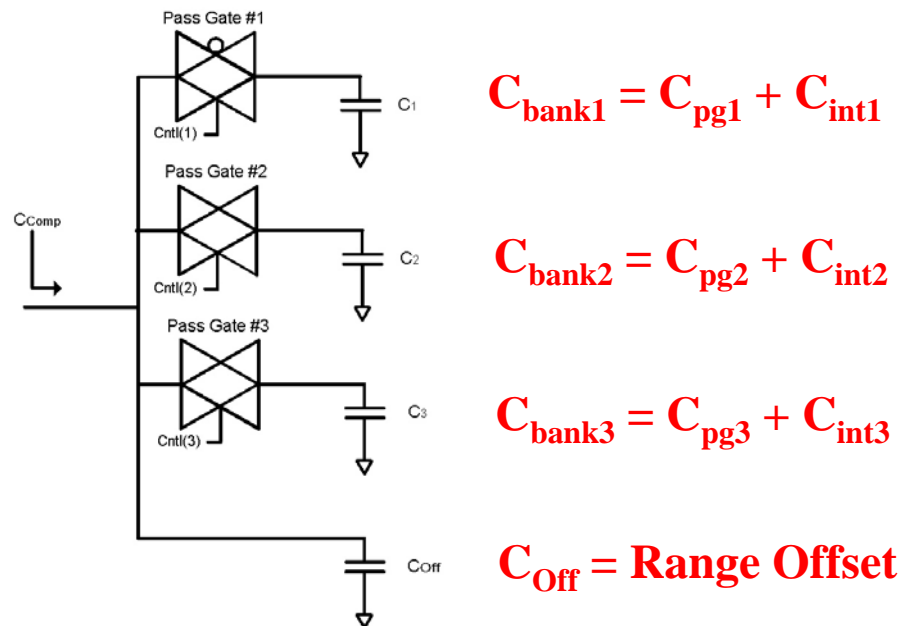 Pass Gate #1
C1
Cntl(1)
Cbank1 = Cpg1 + Cint1
Pass Gate #2
CComp
C2
Cntl(2)
Cbank2 = Cpg2 + Cint2
Pass Gate #3
C3
Cntl(3)
Cbank3 = Cpg3 + Cint3
COff
COff = Range Offset